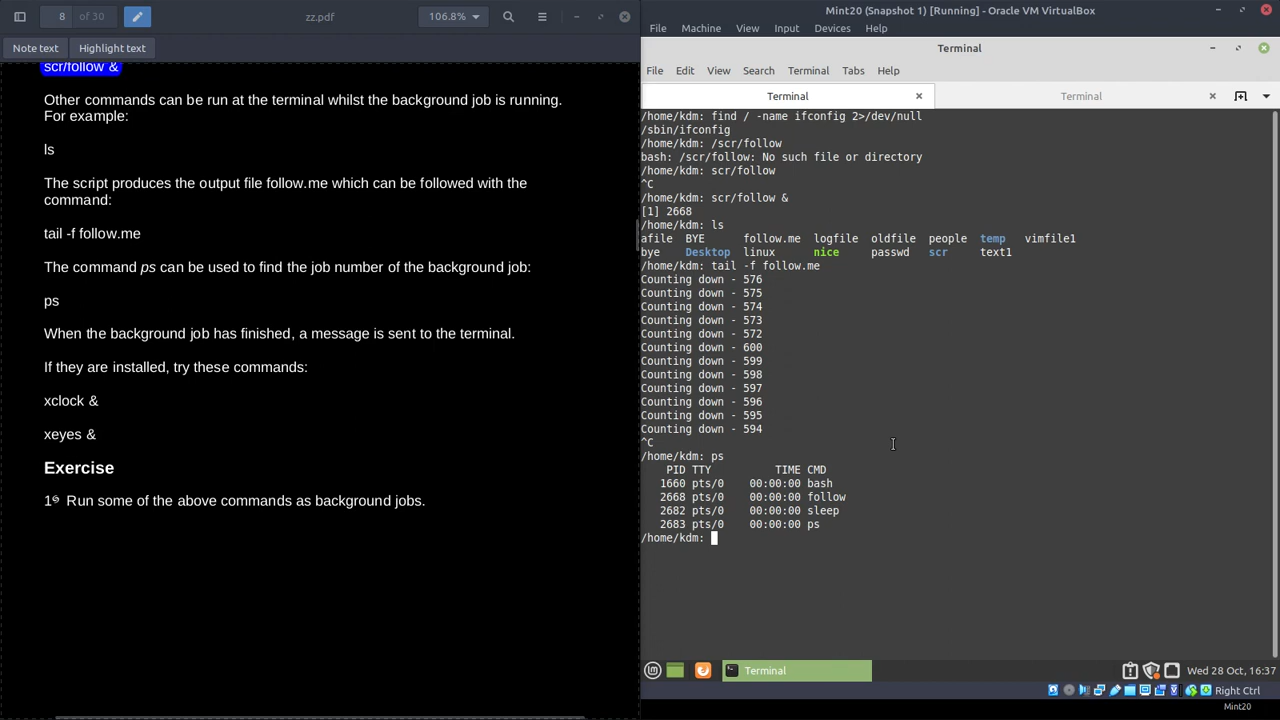 8 of 30
zz.pdf
106.8%
Note text
Highlight text
scr/follow &
Other commands can be run at the terminal whilst the background job is running.
For example:
ls
The script produces the output file follow.me which can be followed with the
command:
tail -f follow.me
The command ps can be used to find the job number of the background job:
ps
When the background job has finished, a message is sent to the terminal.
If they are installed, try these commands:
xclock &
xeyes &
Exercise
1 Run some of the above commands as background jobs.
Mint20 (Snapshot 1) [Running] - Oracle VM VirtualBox
File Machine View Input Devices Help
Terminal
File Edit View Search Terminal Tabs Help
Terminal
Terminal
/home/kdm: find / -name ifconfig 2>/dev/null
/sbin/ifconfig
/home/kdm: /scr/follow
bash: /scr/follow: No such file or directory
/home/kdm: scr/follow
^C
/home/kdm: scr/follow &
[1] 2668
/home/kdm: ls
afile BYE follow.me logfile oldfile people temp vimfile1
bye Desktop linux nice passwd scr text1
/home/kdm: tail -f follow.me
Counting down - 576
Counting down - 575
Counting down - 574
Counting down - 573
Counting down - 572
Counting down - 600
Counting down - 599
Counting down - 598
Counting down - 597
Counting down - 596
Counting down - 595
Counting down - 594
^C
/home/kdm: ps
PID TTY TIME CMD
1660 pts/0 00:00:00 bash
2668 pts/0 00:00:00 follow
2682 pts/0 00:00:00 sleep
2683 pts/0 00:00:00 ps
/home/kdm:
Terminal
Wed 28 Oct, 16:37
Right Ctrl
Mint20